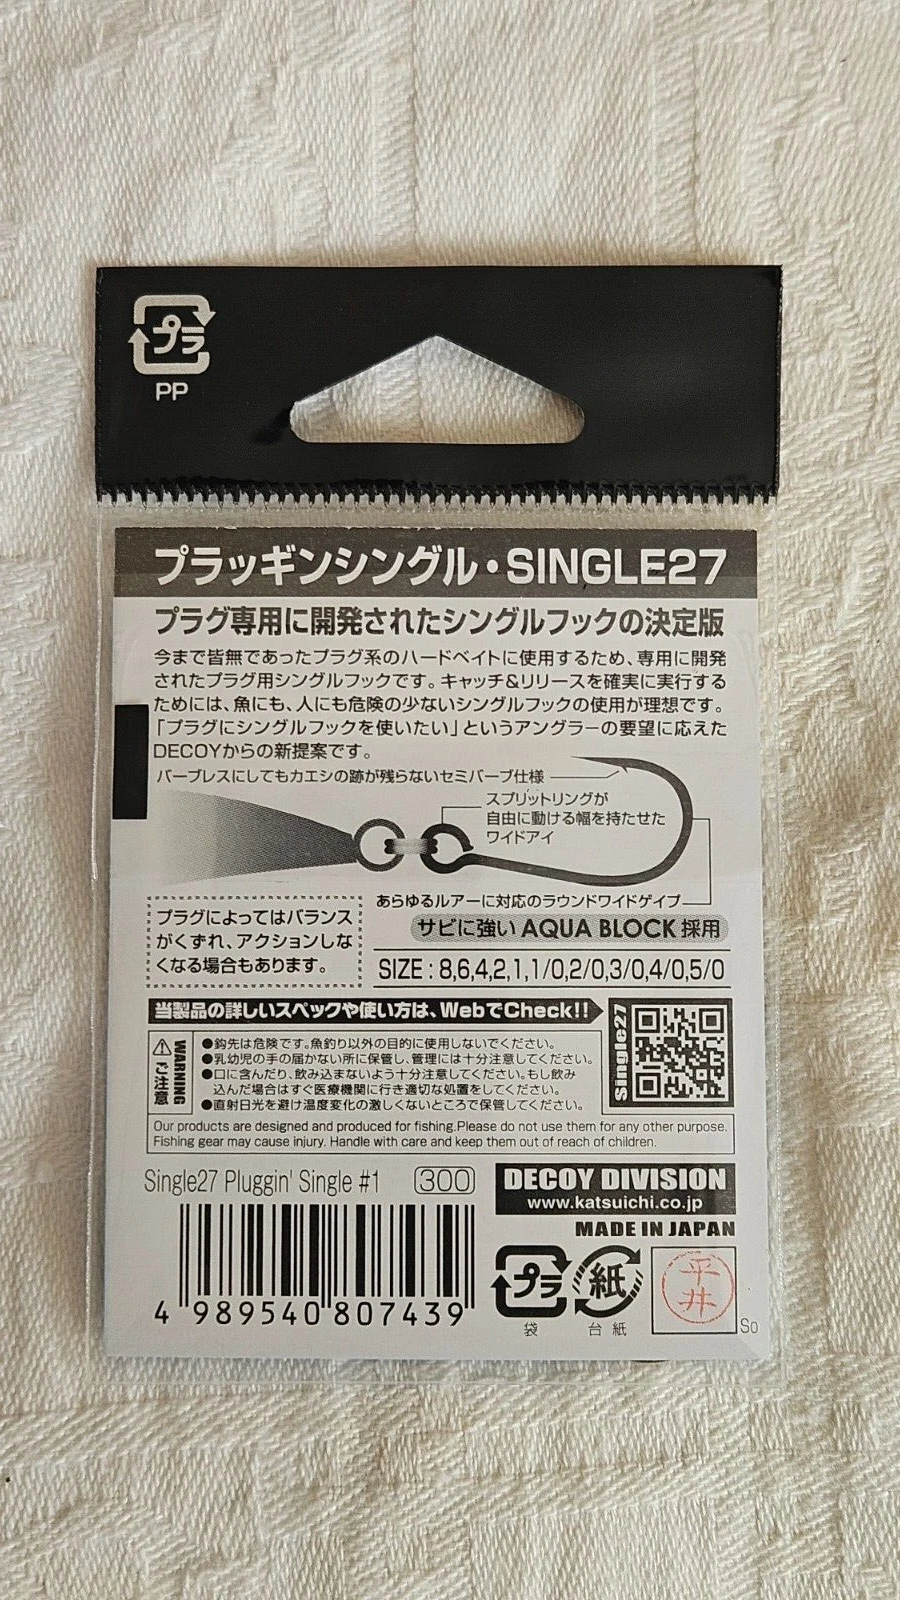 プラ
PP
プラッギンシングル・SINGLE27
プラグ専用に開発されたシングルフックの決定版
今まで皆無であったプラグ系のハードベイトに使用するため、専用に開発
されたプラグ用シングルフックです。キャッチ&リリースを確実に実行する
ためには、魚にも、人にも危険の少ないシングルフックの使用が理想です。
「プラグにシングルフックを使いたい」というアングラーの要望に応えた
DECOYからの新提案です。
バーブレスにしてもカエシの跡が残らないセミバーブ仕様
スプリットリングが
自由に動ける幅を持たせた
ワイドアイ
あらゆるルアーに対応のラウンドワイドゲイプ
サビに強い AQUA BLOCK 採用
プラグによってはバランス
がくずれ、アクションしな
くなる場合もあります。
SIZE : 8,6,4,2,1,1/0,2/0,3/0,4/0,5/0
当製品の詳しいスペックや使い方は、WebでCheck!!
Single27
WARNING
ご注意
●鈎先は危険です。魚釣り以外の目的に使用しないでください。
●乳幼児の手の届かない所に保管し、管理には十分注意してください。
●口に含んだり、飲み込まないよう十分注意してください。もし飲み
込んだ場合はすぐ医療機関に行き適切な処置をしてください。
●直射日光を避け温度変化の激しくないところで保管してください。
Our products are designed and produced for fishing.Please do not use them for any other purpose.
Fishing gear may cause injury. Handle with care and keep them out of reach of children.
Single27 Pluggin' Single #1
300
DECOY DIVISION
www.katsuichi.co.jp
MADE IN JAPAN
4 989540 807439
プラ
袋
紙
台紙
平井
So